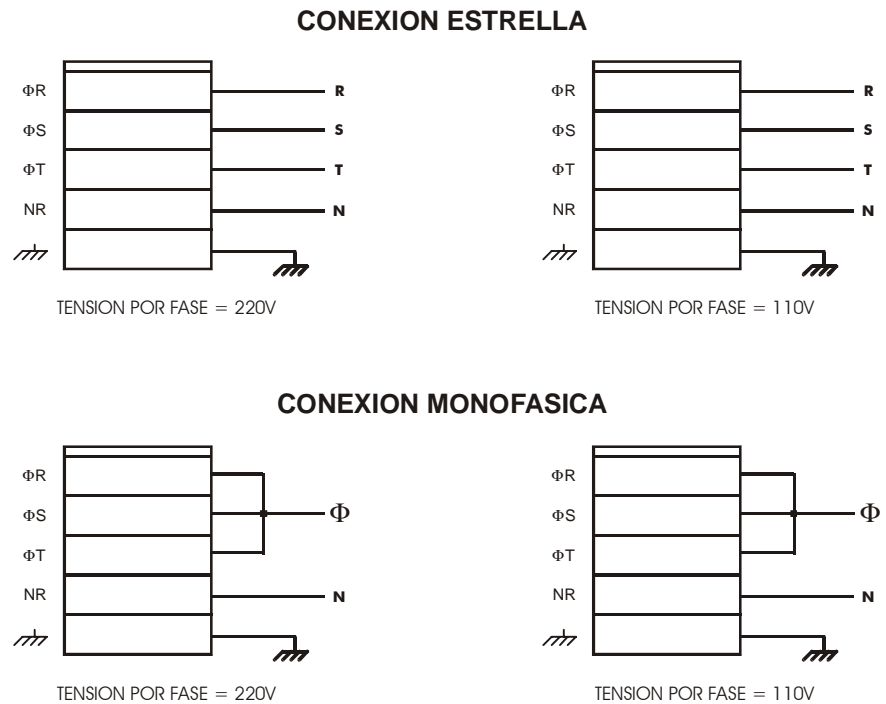 CONEXION ESTRELLA
ΦR R ΦR R
ΦS S ΦS S
ΦT T ΦT T
NR N NR N
TENSION POR FASE = 220V TENSION POR FASE = 110V
CONEXION MONOFASICA
ΦR ΦR
ΦS Φ ΦS Φ
ΦT ΦT
NR N NR N
TENSION POR FASE = 220V TENSION POR FASE = 110V